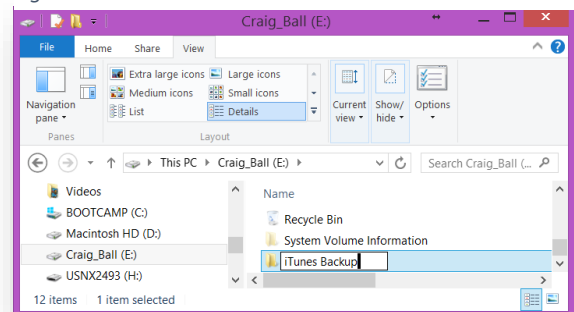 Craig_Ball (E:)
File Home Share View
Extra large icons Large icons
Medium icons Small icons
List Details
Navigation pane
Current view
Show/ hide
Options
Panes Layout
This PC Craig_Ball (E:) Search Craig_Ball (...
Videos
BOOTCAMP (C:)
Macintosh HD (D:)
Craig_Ball (E:)
USNX2493 (H:)
Name
Recycle Bin
System Volume Information
iTunes Backup
12 items 1 item selected